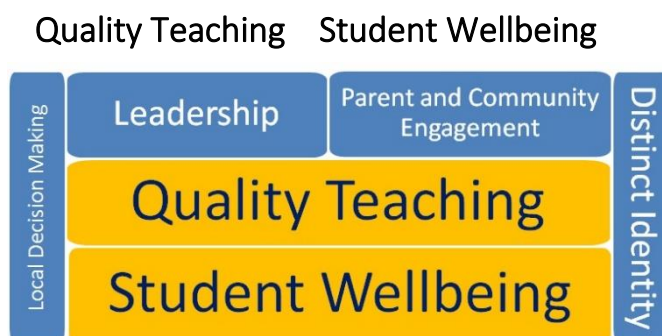 Quality Teaching Student Wellbeing
Local Decision Making
Leadership
Parent and Community
Engagement
Distinct Identity
Quality Teaching
Student Wellbeing